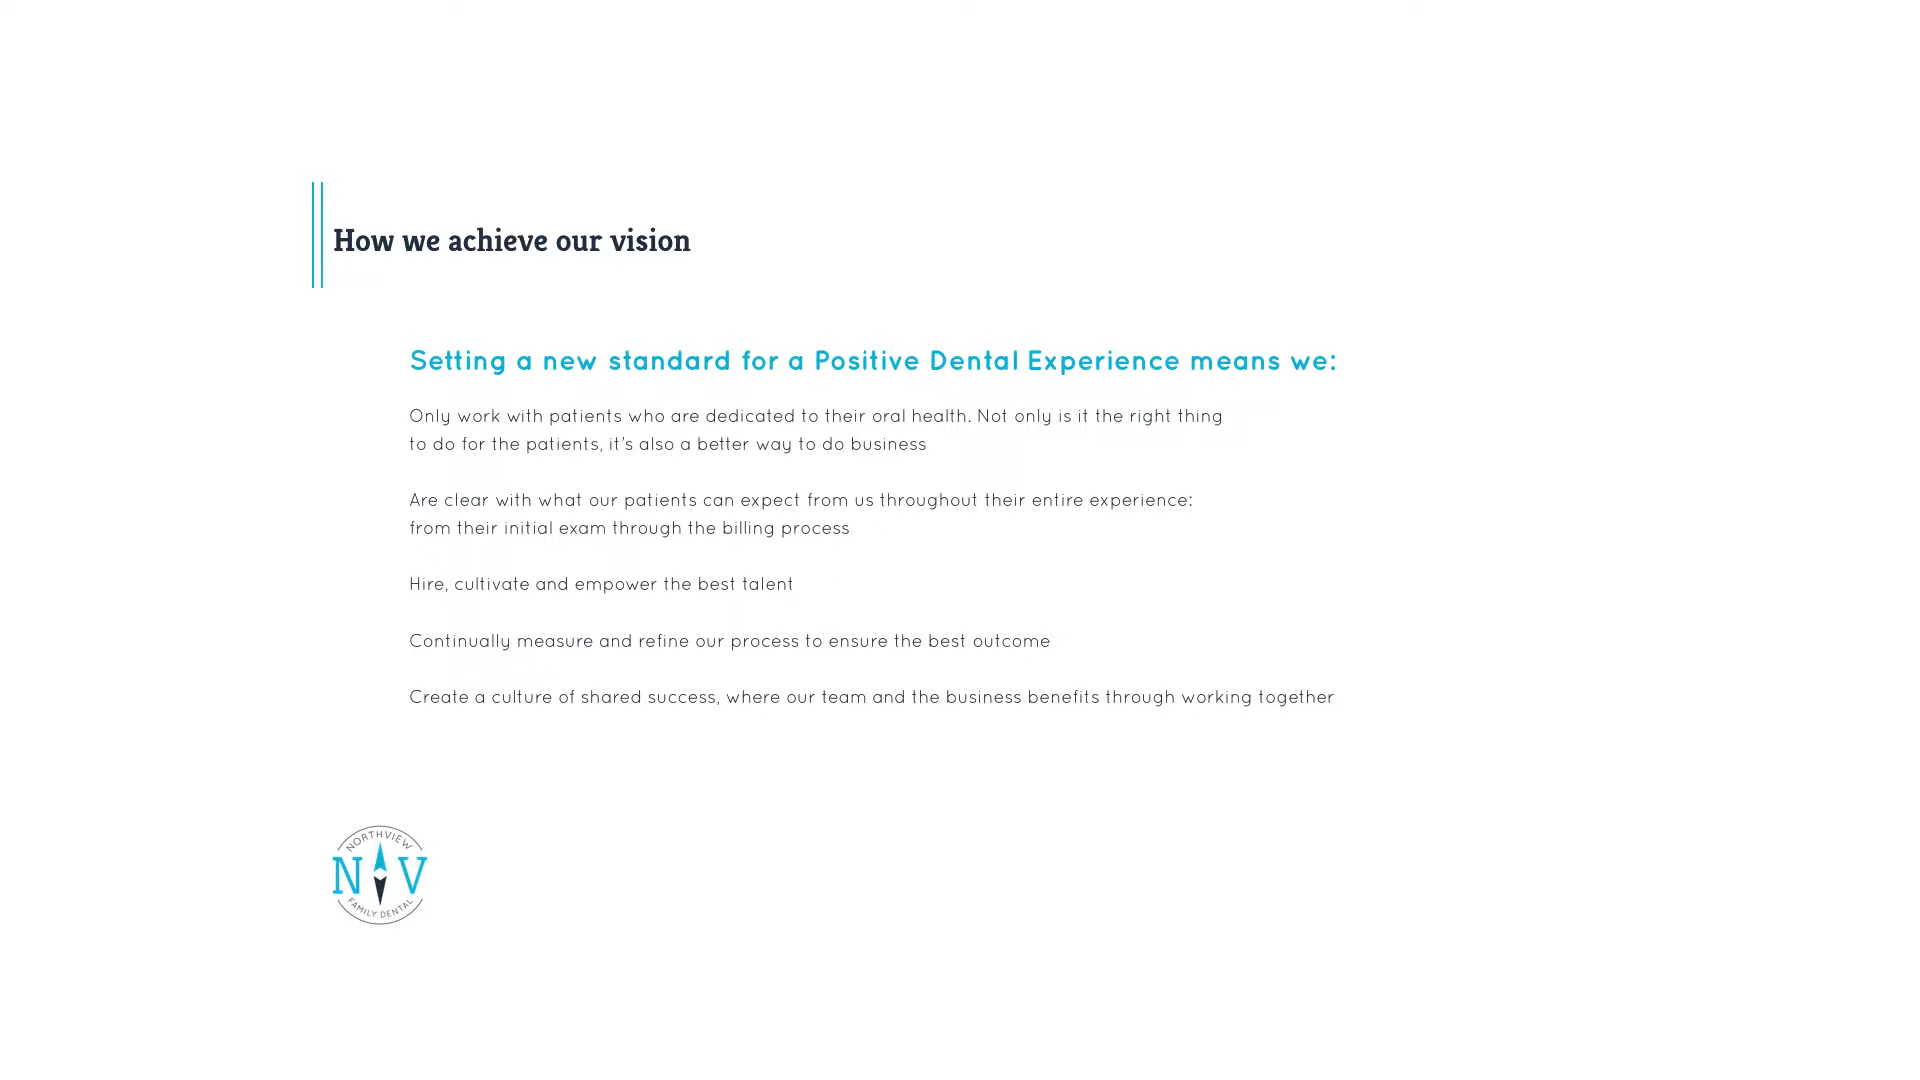 How we achieve our vision
Setting a new standard for a Positive Dental Experience means we:
Only work with patients who are dedicated to their oral health. Not only is it the right thing
to do for the patients, it’s also a better way to do business
Are clear with what our patients can expect from us throughout their entire experience:
from their initial exam through the billing process
Hire, cultivate and empower the best talent
Continually measure and refine our process to ensure the best outcome
Create a culture of shared success, where our team and the business benefits through working together
NORTHVIEW
N V
FAMILY DENTAL